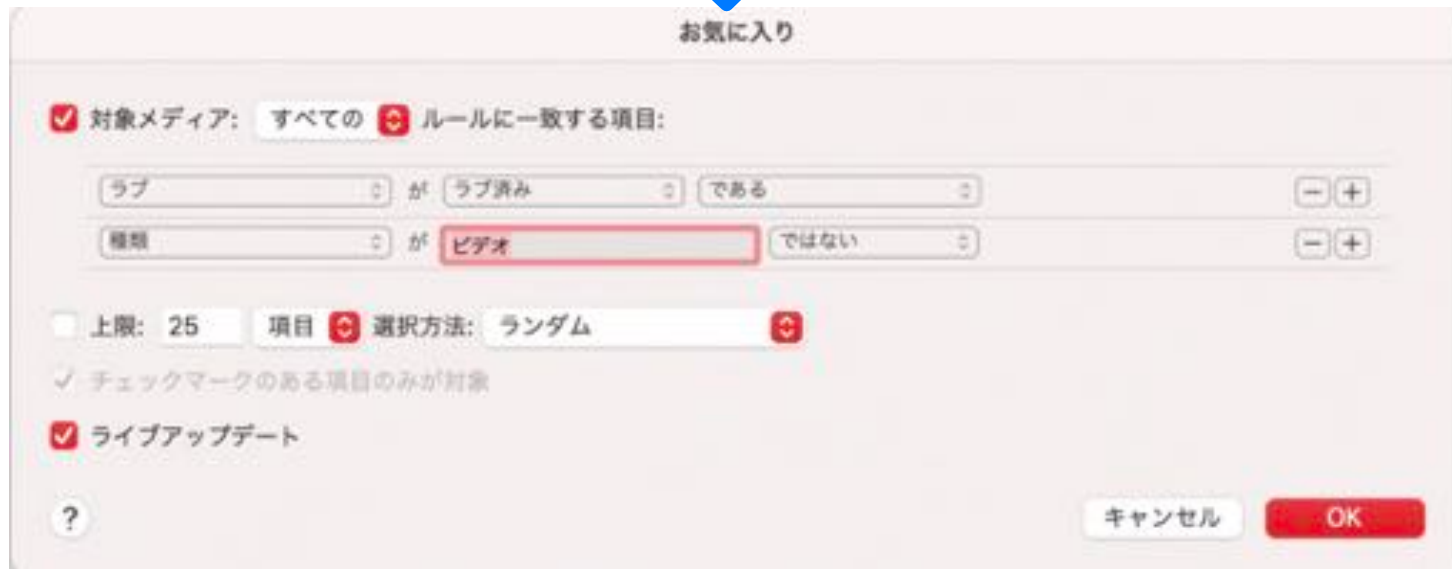 お気に入り
対象メディア: すべての ルールに一致する項目:
ラブ が ラブ済み である
種類 が ビデオ ではない
上限: 25 項目 選択方法: ランダム
チェックマークのある項目のみが対象
ライブアップデート
? キャンセル OK